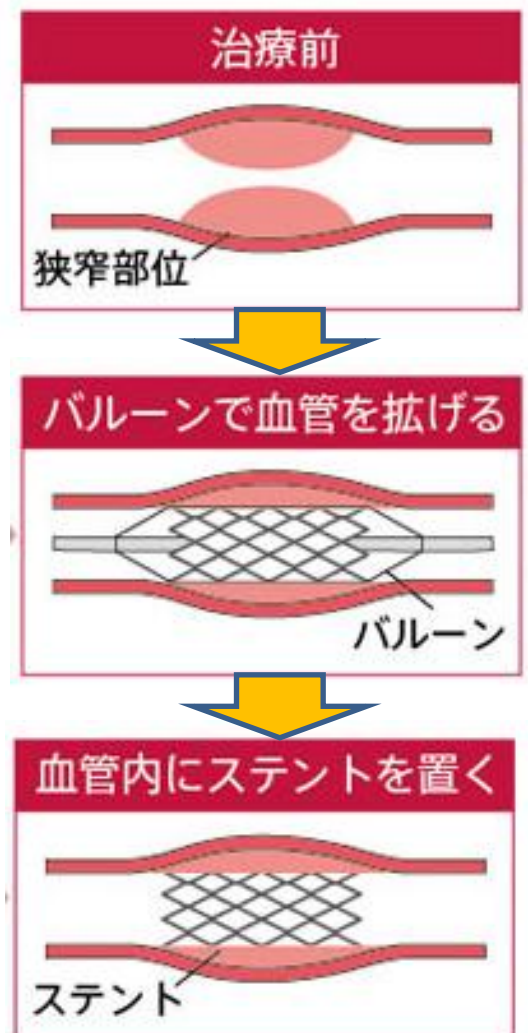 治療前
狭窄部位
バルーンで血管を拡げる
バルーン
血管内にステントを置く
ステント